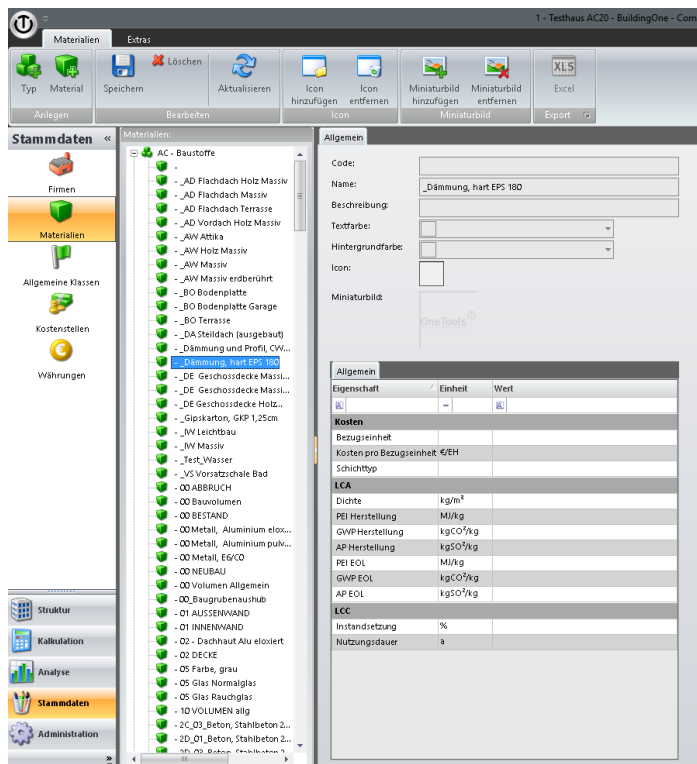 1 - Testhaus AC20 - BuildingOne - Com
Materialien
Extras
Typ
Material
Anlegen
Speichern
Löschen
Aktualisieren
Bearbeiten
Icon hinzufügen
Icon entfernen
Icon
Miniaturbild hinzufügen
Miniaturbild entfernen
Miniaturbild
XLS
Excel
Export
Stammdaten «
Firmen
Materialien
Allgemeine Klassen
Kostenstellen
Währungen
Struktur
Kalkulation
Analyse
Stammdaten
Administration
Materialien:
AC - Baustoffe
-
- _AD Flachdach Holz Massiv
- _AD Flachdach Massiv
- _AD Flachdach Terrasse
- _AD Vordach Holz Massiv
- _AW Attika
- _AW Holz Massiv
- _AW Massiv
- _AW Massiv erdberührt
- _BO Bodenplatte
- _BO Bodenplatte Garage
- _BO Terrasse
- _DA Steildach (ausgebaut)
- _Dämmung und Profil, CW...
- _Dämmung, hart EPS 180
- _DE Geschossdecke Massi...
- _DE Geschossdecke Massi...
- _DE Geschossdecke Holz...
- _Gipskarton, GKP 1,25cm
- _IW Leichtbau
- _IW Massiv
- _Test_Wasser
- _VS Vorsatzschale Bad
- 00 ABBRUCH
- 00 Bauvolumen
- 00 BESTAND
- 00 Metall, Aluminium elox...
- 00 Metall, Aluminium pulv...
- 00 Metall, E6/C0
- 00 NEUBAU
- 00 Volumen Allgemein
- 00_Baugrubenaushub
- 01 AUSSENWAND
- 01 INNENWAND
- 02 - Dachhaut Alu eloxiert
- 02 DECKE
- 05 Farbe, grau
- 05 Glas Normalglas
- 05 Glas Rauchglas
- 10 VOLUMEN allg
- 2C_03_Beton, Stahlbeton 2...
- 2D_01_Beton, Stahlbeton 2...
- 2D_02_Beton, Stahlbeton 2...
Allgemein
Code:
Name: _Dämmung, hart EPS 180
Beschreibung:
Textfarbe:
Hintergrundfarbe:
Icon:
Miniaturbild:
OneTools
Allgemein
Eigenschaft Einheit Wert
Kosten
Bezugseinheit
Kosten pro Bezugseinheit €/EH
Schichttyp
LCA
Dichte kg/m³
PEI Herstellung MJ/kg
GWP Herstellung kgCO²/kg
AP Herstellung kgSO²/kg
PEI EOL MJ/kg
GWP EOL kgCO²/kg
AP EOL kgSO²/kg
LCC
Instandsetzung %
Nutzungsdauer a